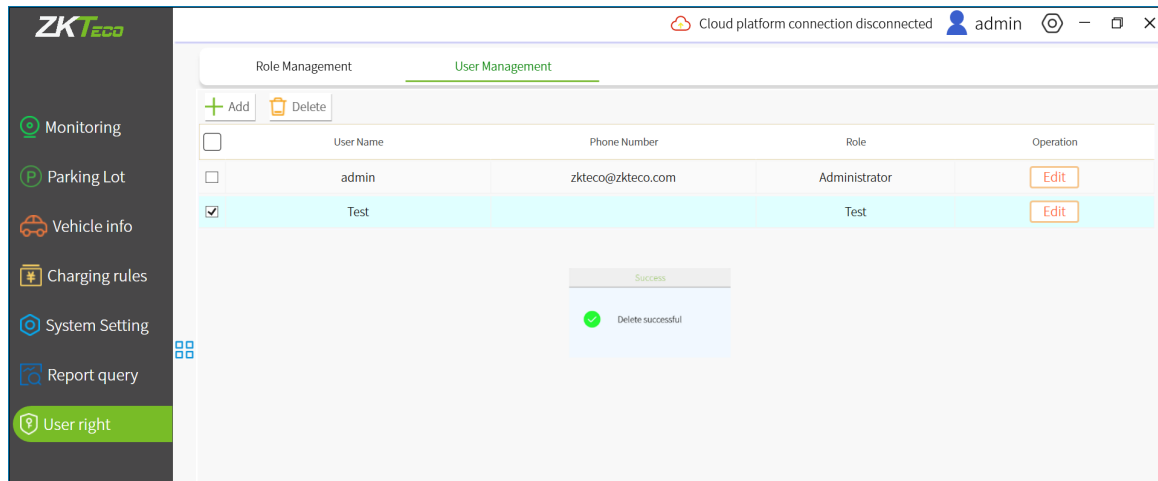 ZKTeco
Cloud platform connection disconnected admin
Role Management User Management
Add Delete
User Name Phone Number Role Operation
admin zkteco@zkteco.com Administrator Edit
Test Test Edit
Monitoring
Parking Lot
Vehicle info
Charging rules
System Setting
Report query
User right
Success
Delete successful